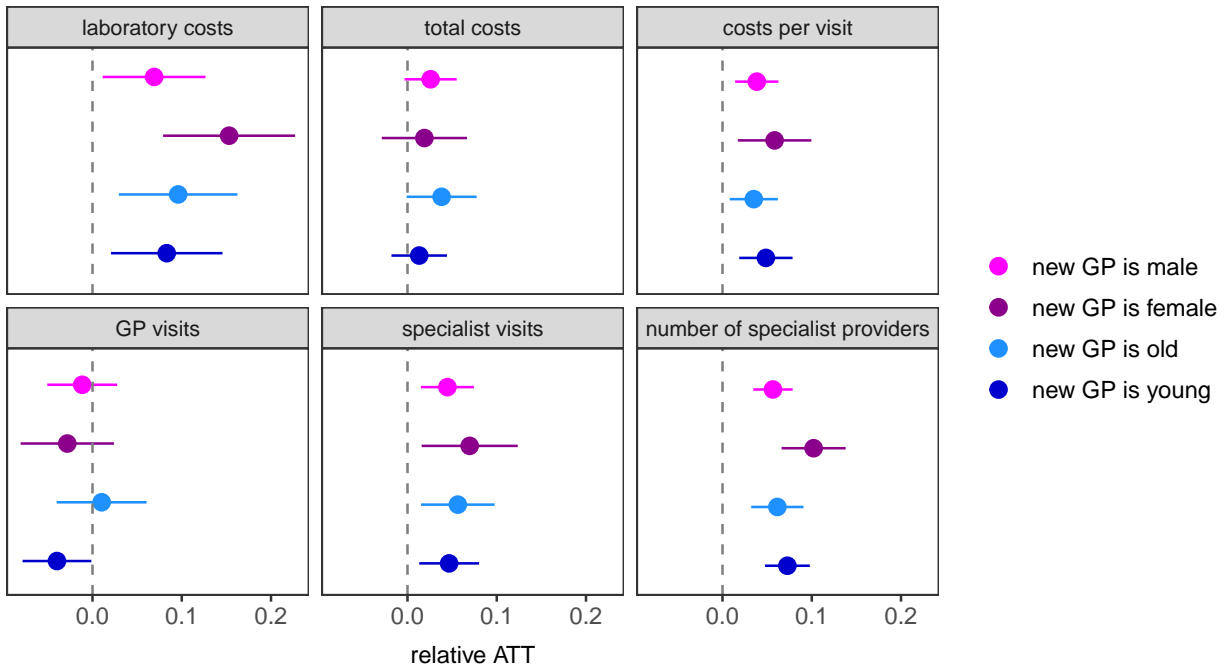 laboratory costs
total costs
costs per visit
GP visits
specialist visits
number of specialist providers
0.0 0.1 0.2
0.0 0.1 0.2
0.0 0.1 0.2
relative ATT
new GP is male
new GP is female
new GP is old
new GP is young